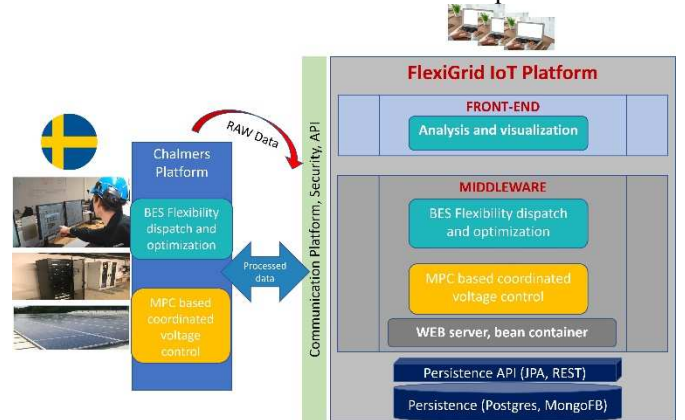 FlexiGrid IoT Platform
FRONT-END
Analysis and visualization
RAW Data
Communication Platform, Security, API
Chalmers
Platform
MIDDLEWARE
BES Flexibility
dispatch and
optimization
BES Flexibility dispatch
and optimization
Processed
data
MPC based
coordinated
voltage
control
MPC based coordinated
voltage control
WEB server, bean container
Persistence API (JPA, REST)
Persistence (Postgres, MongoFB)